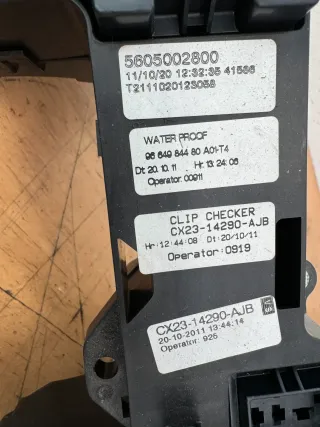 5605002800
11/10/20 12:32:35 41586
T2111020123058
WATER PROOF
96 649 844 80 A01-T4
Dt: 20.10.11 Hr: 13:24:06
Operator: 00911
CLIP CHECKER
CX23-14290-AJB
Hr:12:44:08 Dt:20/10/11
Operator:0919
CX23-14290-AJB
20-10-2011 13:44:14
Operator: 925